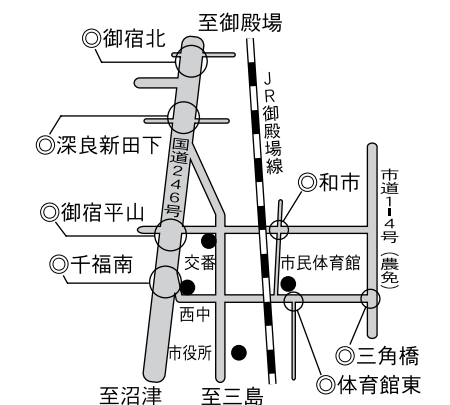 至御殿場
◎御宿北
JR御殿場線
◎深良新田下
国道246号
◎和市
市道1-4号(農免)
◎御宿平山
交番
市民体育館
◎千福南
西中
市役所
◎三角橋
◎体育館東
至沼津
至三島